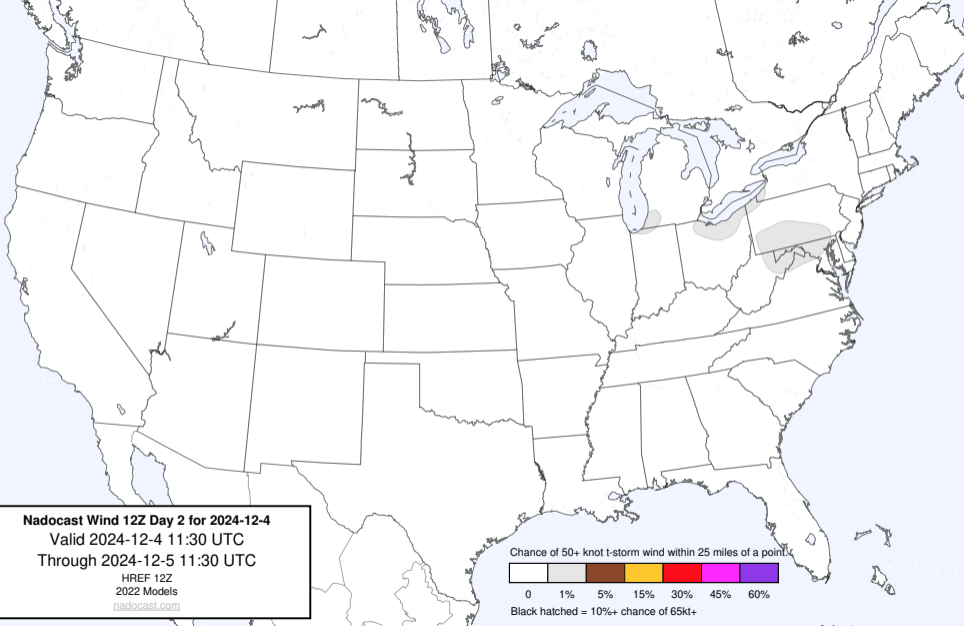 Nadocast Wind 12Z Day 2 for 2024-12-4
Valid 2024-12-4 11:30 UTC
Through 2024-12-5 11:30 UTC
HREF 12Z
2022 Models
nadocast.com
Chance of 50+ knot t-storm wind within 25 miles of a point.
0 1% 5% 15% 30% 45% 60%
Black hatched = 10%+ chance of 65kt+